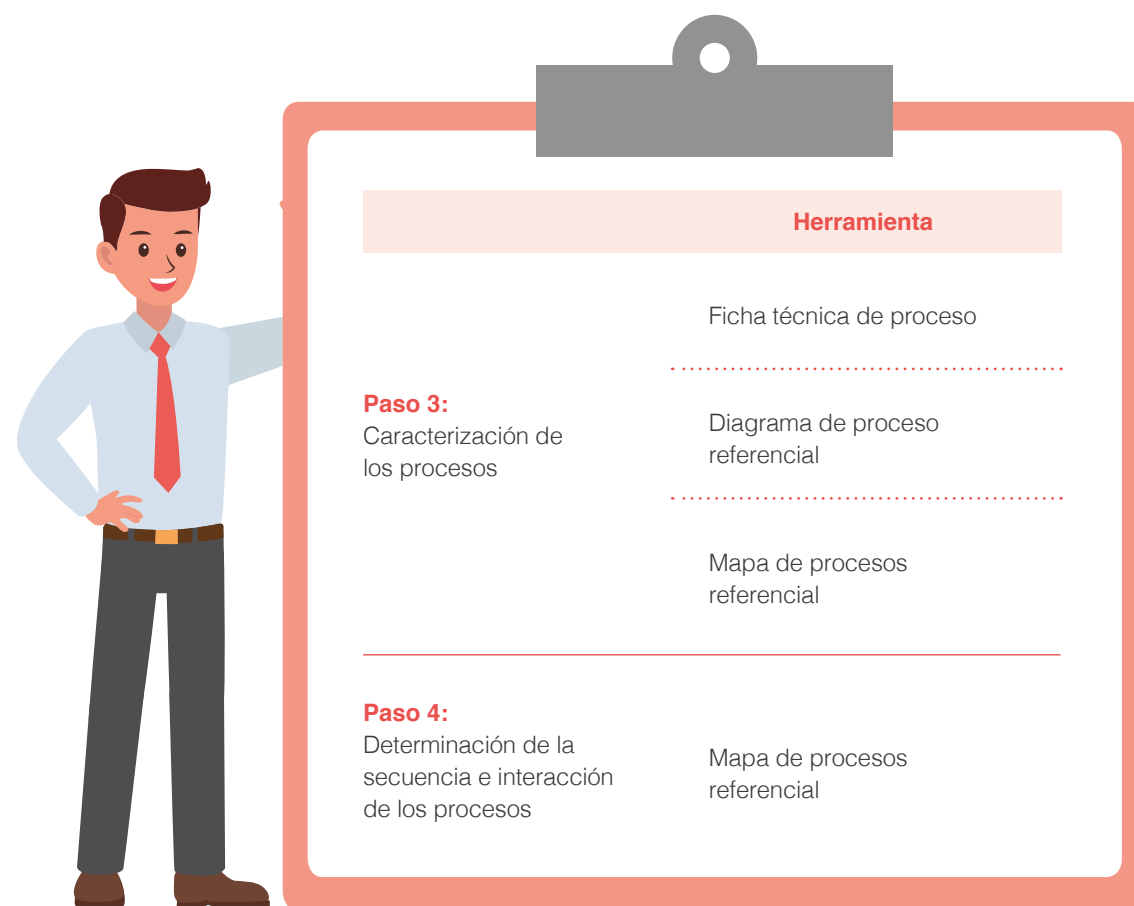 Herramienta
Paso 3:
Caracterización de
los procesos
Ficha técnica de proceso
Diagrama de proceso
referencial
Mapa de procesos
referencial
Paso 4:
Determinación de la
secuencia e interacción
de los procesos
Mapa de procesos
referencial